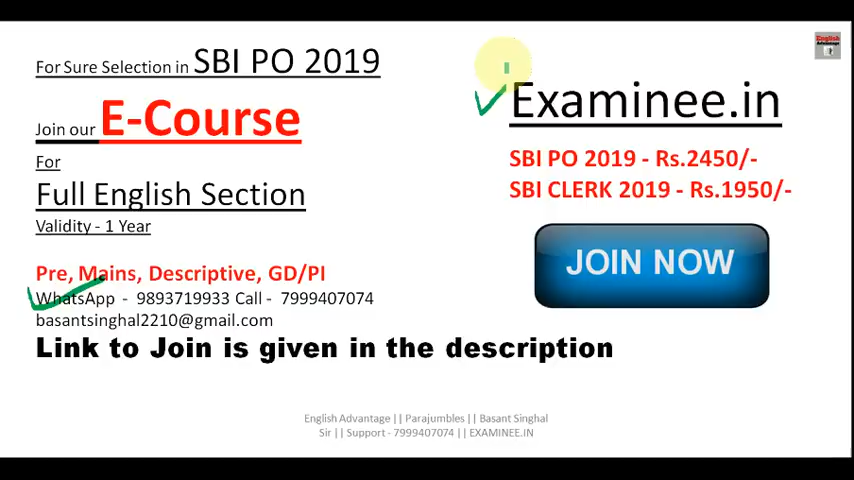 For Sure Selection in SBI PO 2019
Join our E-Course
For
Full English Section
Validity - 1 Year
Pre, Mains, Descriptive, GD/PI
WhatsApp - 9893719933 Call - 7999407074
basantsinghal2210@gmail.com
Link to Join is given in the description
Examinee.in
SBI PO 2019 - Rs.2450/-
SBI CLERK 2019 - Rs.1950/-
JOIN NOW
English Advantage
English Advantage || Parajumbles || Basant Singhal
Sir || Support - 7999407074 || EXAMINEE.IN